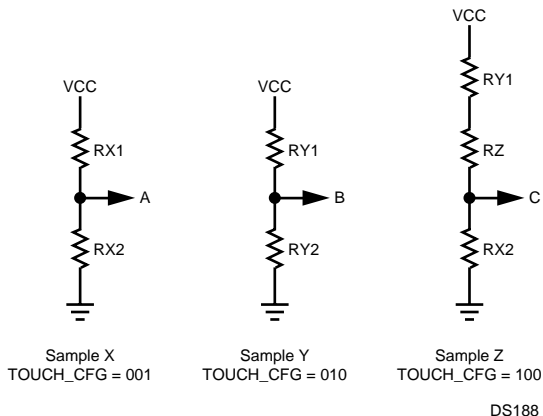 VCC
RY1
VCC
VCC
RX1
RY1
RZ
A
B
C
RX2
RY2
RX2
Sample X
TOUCH_CFG = 001
Sample Y
TOUCH_CFG = 010
Sample Z
TOUCH_CFG = 100
DS188